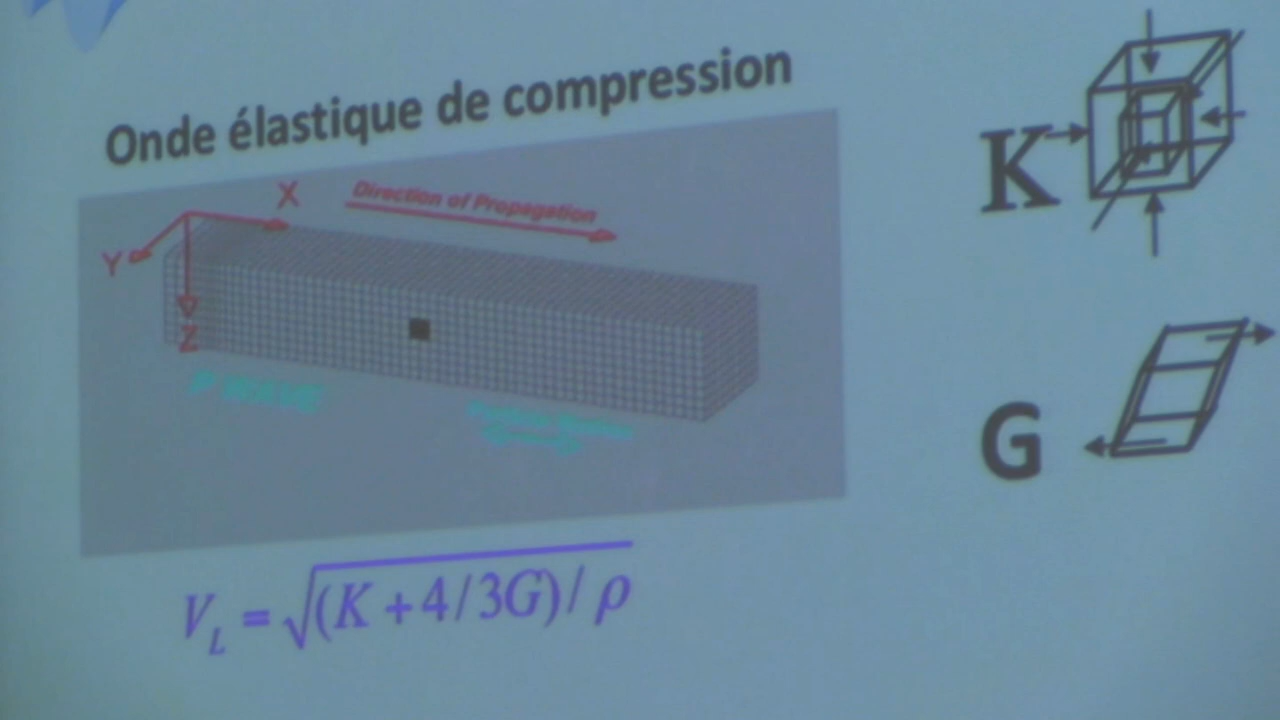 Onde élastique de compression
X
Direction of Propagation
Y
Z
P WAVE
K
G
V_L = √(K + 4/3G)/ρ